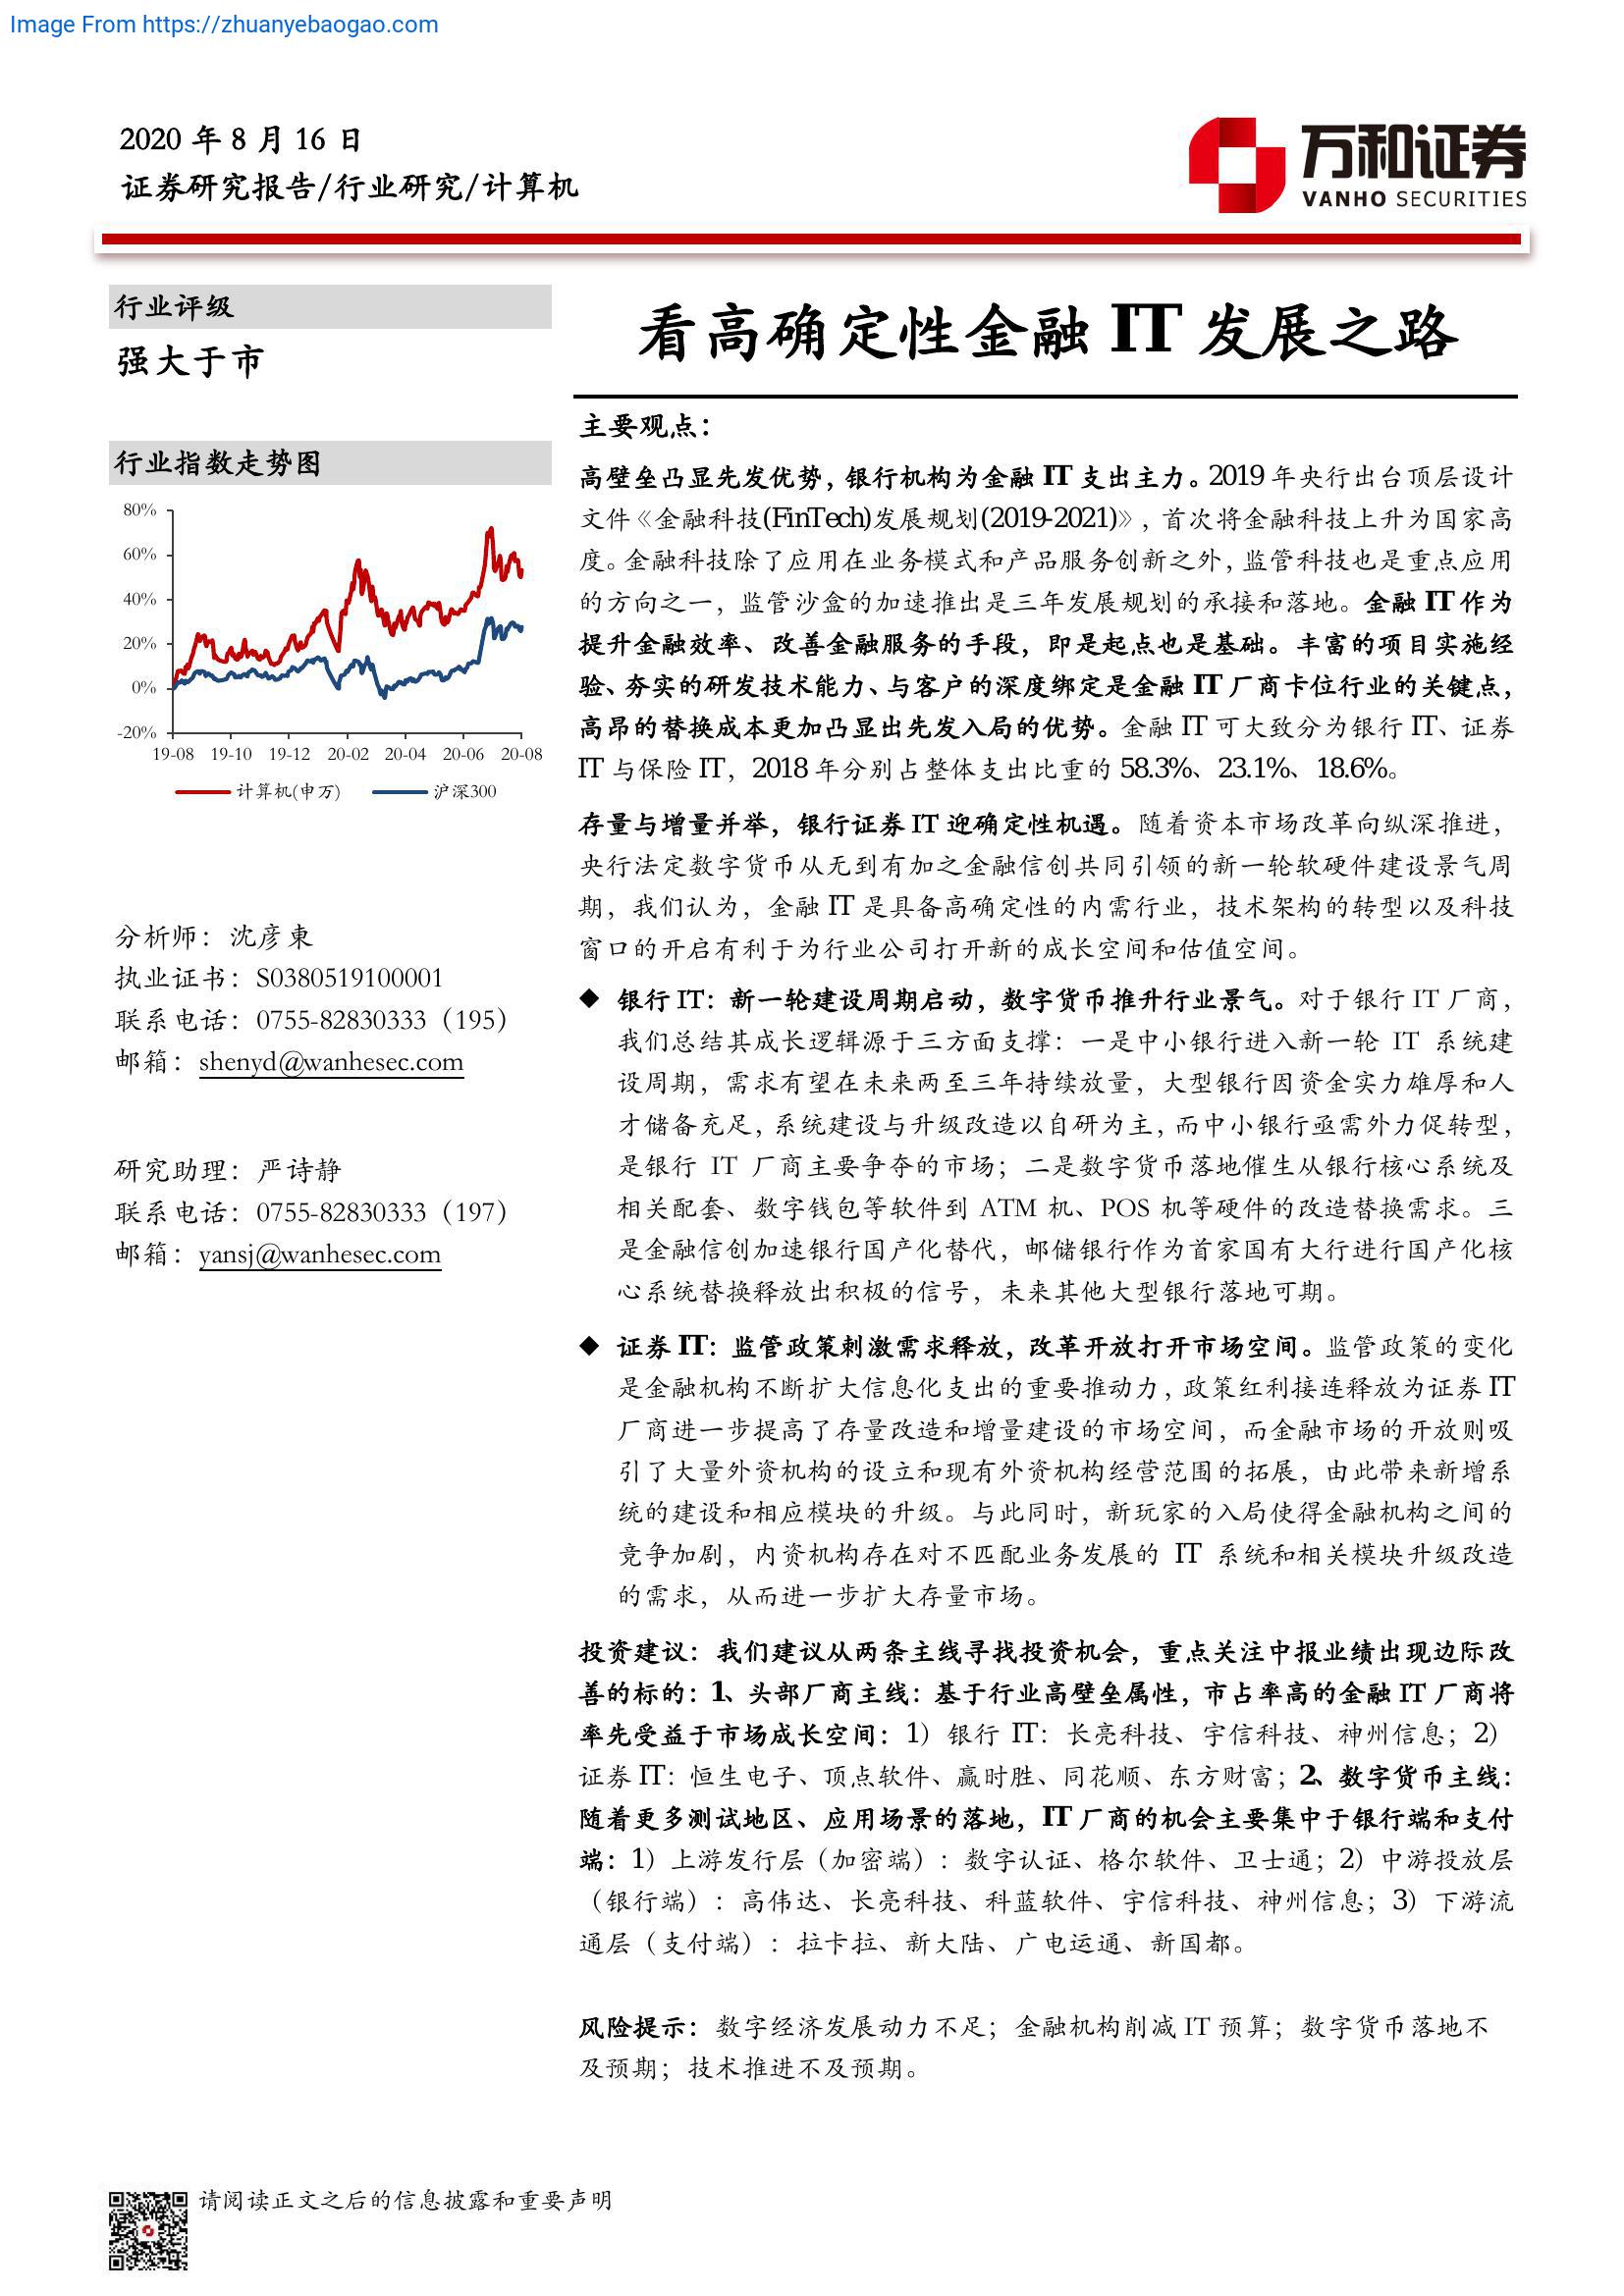 Image From https://zhuanyebaogao.com
2020 年 8 月 16 日
证券研究报告/行业研究/计算机
万和证券
VANHO SECURITIES
行业评级
强大于市
行业指数走势图
80%
60%
40%
20%
0%
-20%
19-08 19-10 19-12 20-02 20-04 20-06 20-08
计算机(申万) 沪深300
分析师：沈彦東
执业证书：S0380519100001
联系电话：0755-82830333（195）
邮箱：shenyd@wanhesec.com
研究助理：严诗静
联系电话：0755-82830333（197）
邮箱：yansj@wanhesec.com
看高确定性金融 IT 发展之路
主要观点：
高壁垒凸显先发优势，银行机构为金融 IT 支出主力。2019 年央行出台顶层设计
文件《金融科技(FinTech)发展规划(2019-2021)》，首次将金融科技上升为国家高
度。金融科技除了应用在业务模式和产品服务创新之外，监管科技也是重点应用
的方向之一，监管沙盒的加速推出是三年发展规划的承接和落地。金融 IT 作为
提升金融效率、改善金融服务的手段，即是起点也是基础。丰富的项目实施经
验、夯实的研发技术能力、与客户的深度绑定是金融 IT 厂商卡位行业的关键点，
高昂的替换成本更加凸显出先发入局的优势。金融 IT 可大致分为银行 IT、证券
IT 与保险 IT，2018 年分别占整体支出比重的 58.3%、23.1%、18.6%。
存量与增量并举，银行证券 IT 迎确定性机遇。随着资本市场改革向纵深推进，
央行法定数字货币从无到有加之金融信创共同引领的新一轮软硬件建设景气周
期，我们认为，金融 IT 是具备高确定性的内需行业，技术架构的转型以及科技
窗口的开启有利于为行业公司打开新的成长空间和估值空间。
◆ 银行 IT：新一轮建设周期启动，数字货币推升行业景气。对于银行 IT 厂商，
我们总结其成长逻辑源于三方面支撑：一是中小银行进入新一轮 IT 系统建
设周期，需求有望在未来两至三年持续放量，大型银行因资金实力雄厚和人
才储备充足，系统建设与升级改造以自研为主，而中小银行亟需外力促转型，
是银行 IT 厂商主要争夺的市场；二是数字货币落地催生从银行核心系统及
相关配套、数字钱包等软件到 ATM 机、POS 机等硬件的改造替换需求。三
是金融信创加速银行国产化替代，邮储银行作为首家国有大行进行国产化核
心系统替换释放出积极的信号，未来其他大型银行落地可期。
◆ 证券 IT：监管政策刺激需求释放，改革开放打开市场空间。监管政策的变化
是金融机构不断扩大信息化支出的重要推动力，政策红利接连释放为证券 IT
厂商进一步提高了存量改造和增量建设的市场空间，而金融市场的开放则吸
引了大量外资机构的设立和现有外资机构经营范围的拓展，由此带来新增系
统的建设和相应模块的升级。与此同时，新玩家的入局使得金融机构之间的
竞争加剧，内资机构存在对不匹配业务发展的 IT 系统和相关模块升级改造
的需求，从而进一步扩大存量市场。
投资建议：我们建议从两条主线寻找投资机会，重点关注中报业绩出现边际改
善的标的：1、头部厂商主线：基于行业高壁垒属性，市占率高的金融 IT 厂商将
率先受益于市场成长空间：1）银行 IT：长亮科技、宇信科技、神州信息；2）
证券 IT：恒生电子、顶点软件、赢时胜、同花顺、东方财富；2、数字货币主线：
随着更多测试地区、应用场景的落地，IT 厂商的机会主要集中于银行端和支付
端：1）上游发行层（加密端）：数字认证、格尔软件、卫士通；2）中游投放层
（银行端）：高伟达、长亮科技、科蓝软件、宇信科技、神州信息；3）下游流
通层（支付端）：拉卡拉、新大陆、广电运通、新国都。
风险提示：数字经济发展动力不足；金融机构削减 IT 预算；数字货币落地不
及预期；技术推进不及预期。
请阅读正文之后的信息披露和重要声明